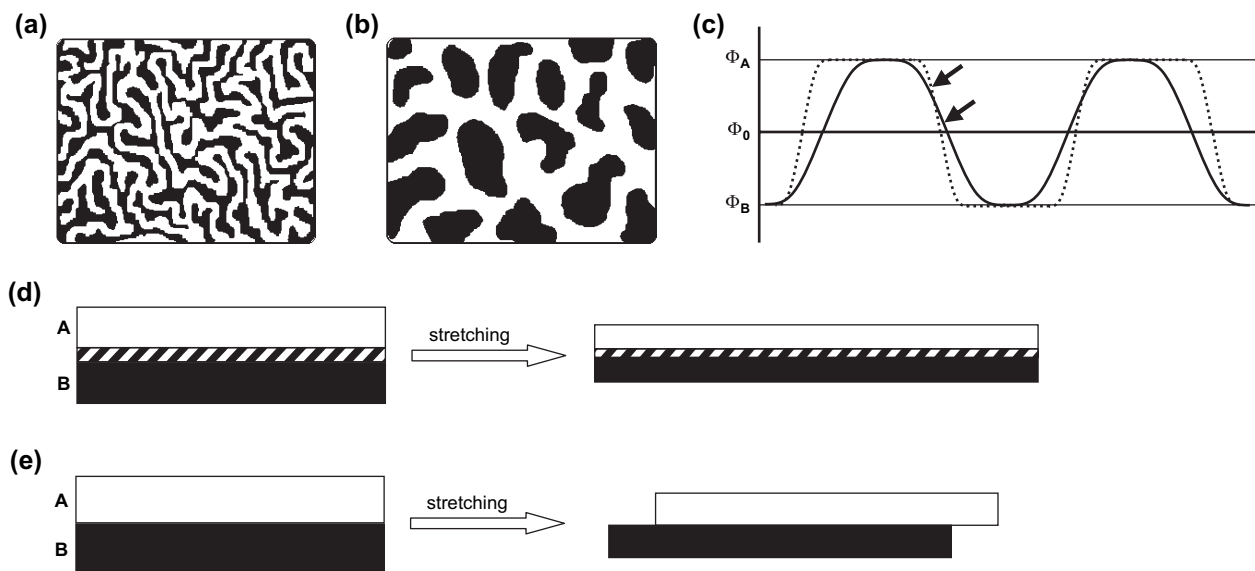 (a)
(b)
(c)
ΦA
Φ0
ΦB
(d)
A
B
stretching
(e)
A
B
stretching